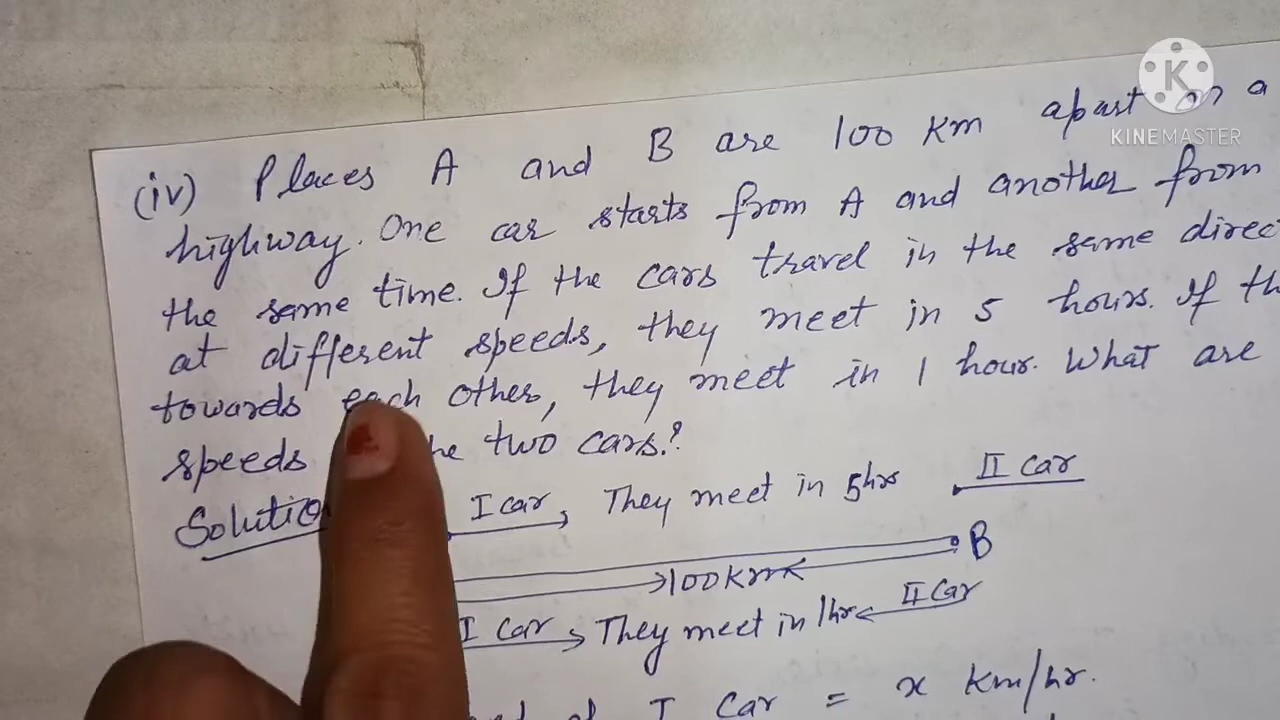 K
KINEMASTER
(iv) Places A and B are 100 Km apart on a
highway. One car starts from A and another from
the same time. If the cars travel in the same direc
at different speeds, they meet in 5 hours. If th
towards each other, they meet in 1 hour. What are
speeds he two cars.?
Solution
I car, They meet in 5hrs II Car
B
100Km
I Car They meet in 1hr II Car
I Car = x Km/hr.